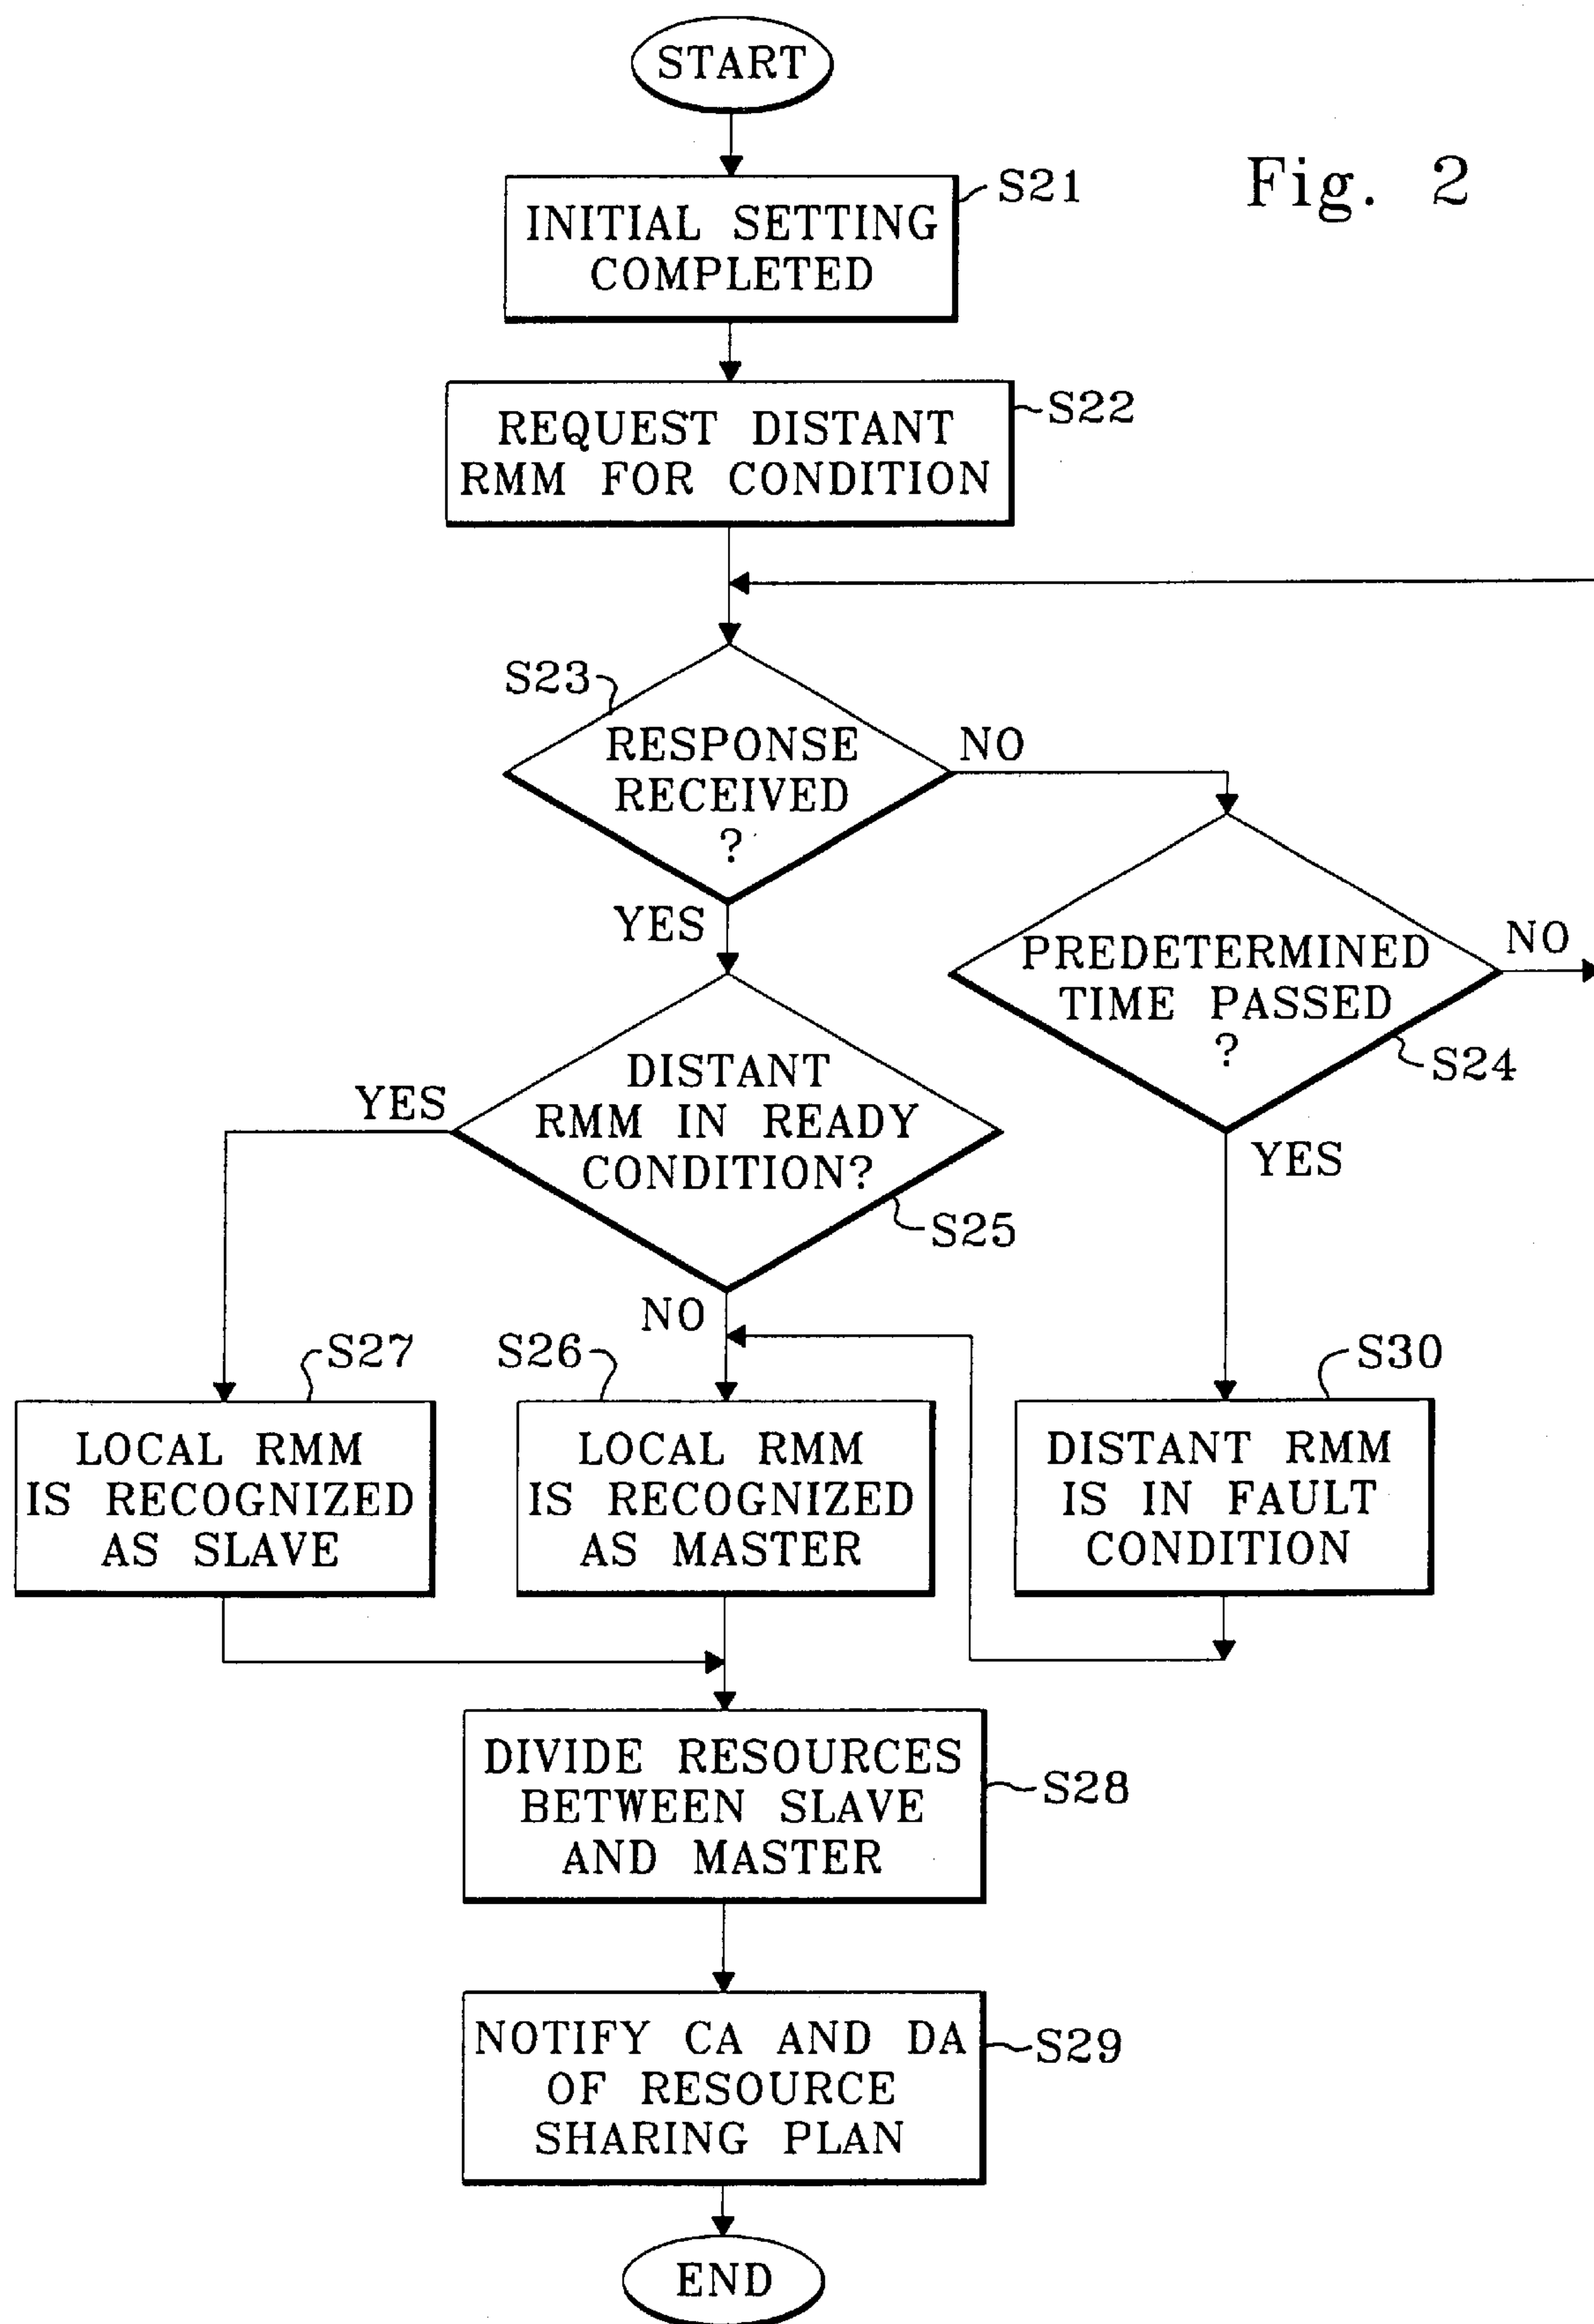 START
Fig. 2
S21
INITIAL SETTING
COMPLETED
S22
REQUEST DISTANT
RMM FOR CONDITION
S23
RESPONSE
RECEIVED
?
NO
YES
PREDETERMINED
TIME PASSED
?
NO
S24
YES
DISTANT
RMM IN READY
CONDITION?
YES
S25
NO
S27
LOCAL RMM
IS RECOGNIZED
AS SLAVE
S26
LOCAL RMM
IS RECOGNIZED
AS MASTER
S30
DISTANT RMM
IS IN FAULT
CONDITION
DIVIDE RESOURCES
BETWEEN SLAVE
AND MASTER
S28
NOTIFY CA AND DA
OF RESOURCE
SHARING PLAN
S29
END